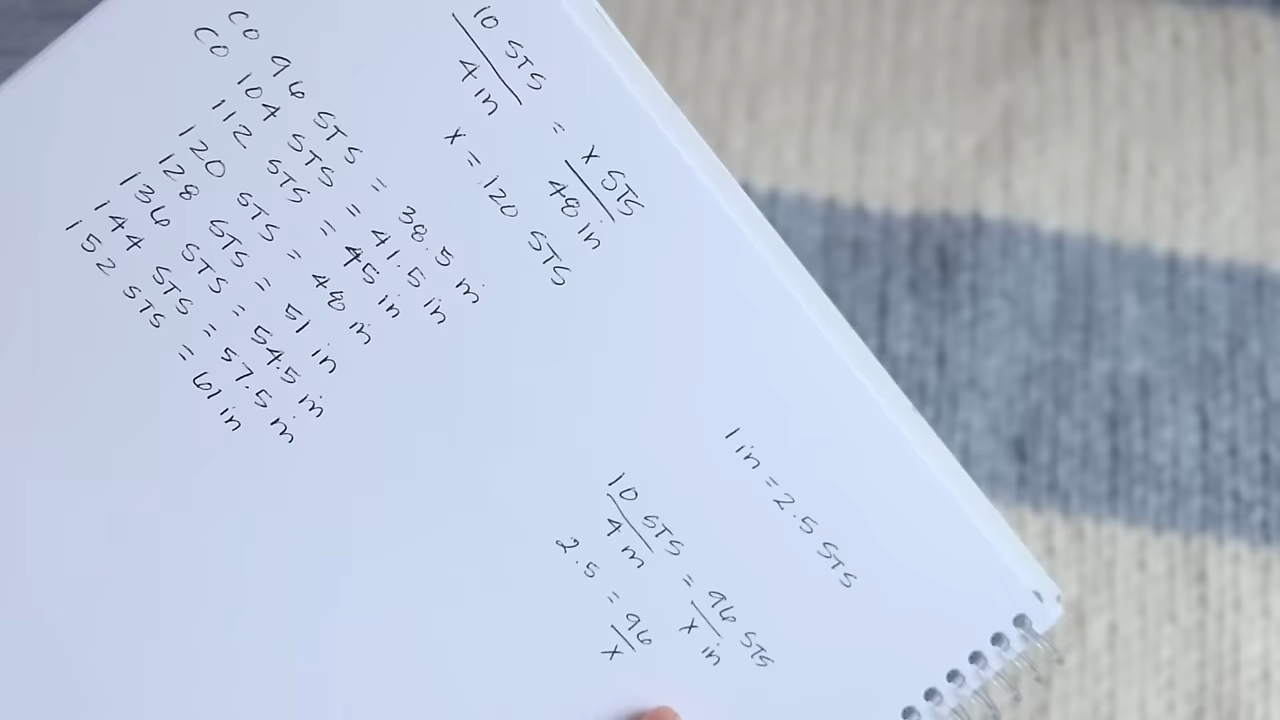 CO 96 STS = 38.5 in
CO 104 STS = 41.5 in
112 STS = 45 in
120 STS = 48 in
128 STS = 51 in
136 STS = 54.5 in
144 STS = 57.5 in
152 STS = 61 in
10 STS / 4 in = x STS / 48 in
x = 120 STS
1 in = 2.5 STS
10 STS / 4 in = 96 STS / x in
2.5 = 96 / x